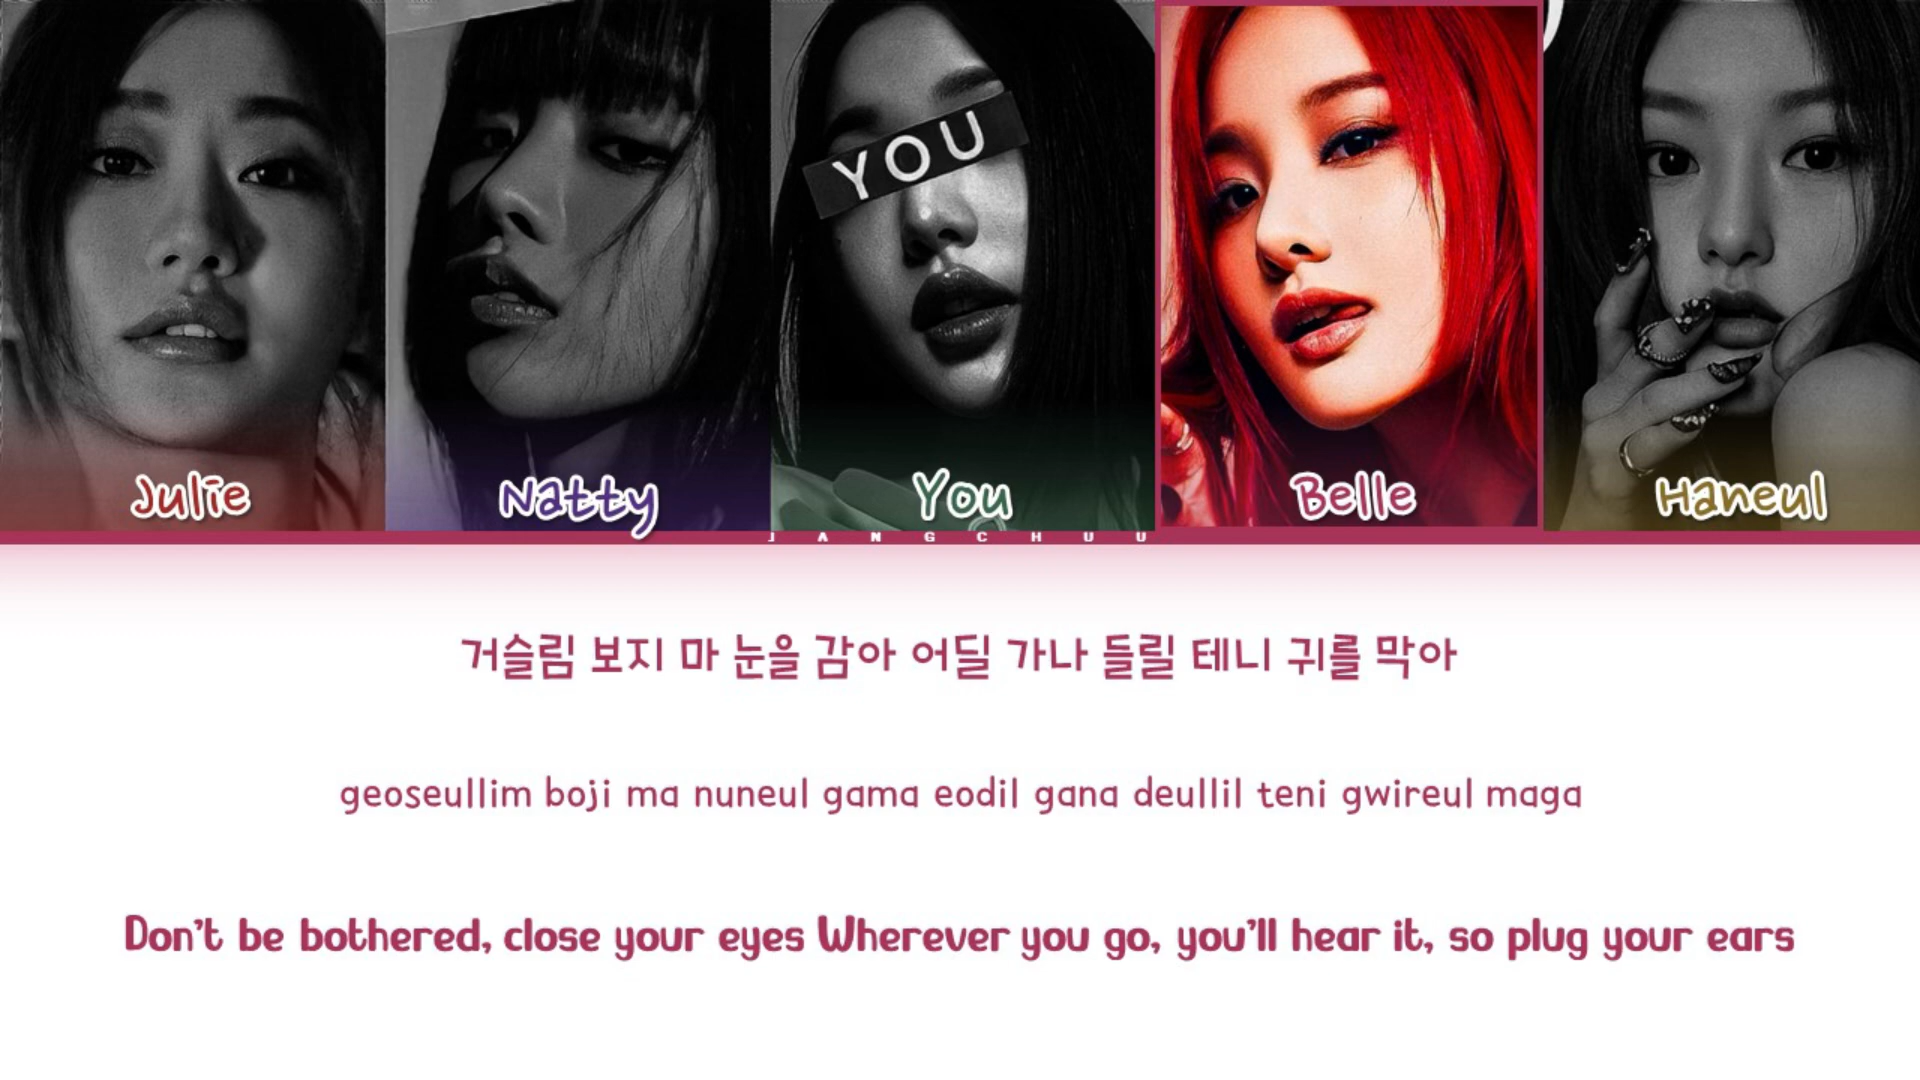 YOU
Julie
Natty
You
Belle
Haneul
JANGCHUU
거슬림 보지 마 눈을 감아 어딜 가나 들릴 테니 귀를 막아
geoseullim boji ma nuneul gama eodil gana deullil teni gwireul maga
Don't be bothered, close your eyes Wherever you go, you'll hear it, so plug your ears